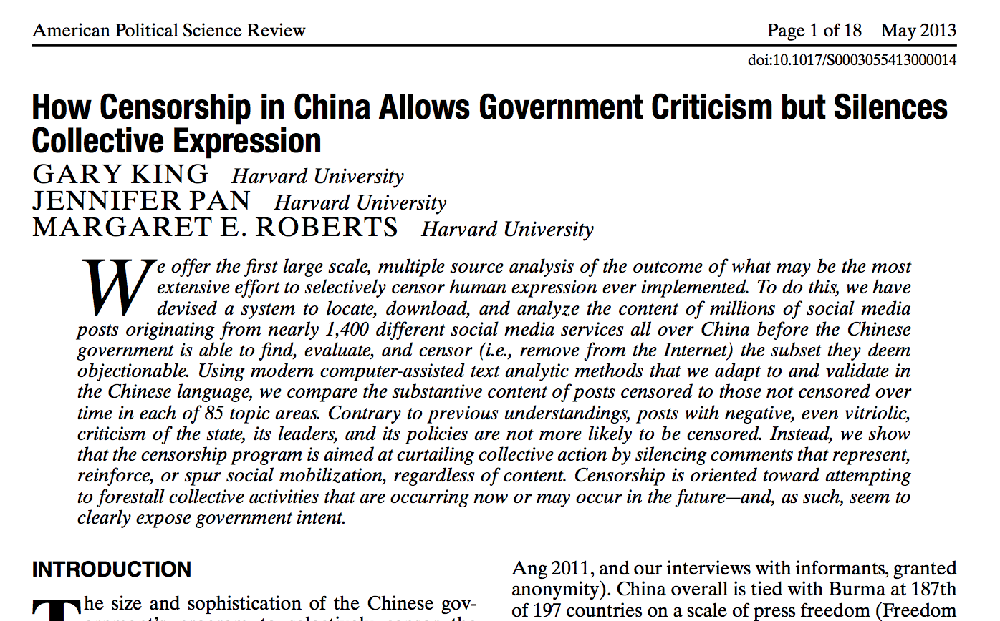 American Political Science Review Page 1 of 18 May 2013
doi:10.1017/S0003055413000014
How Censorship in China Allows Government Criticism but Silences
Collective Expression
GARY KING Harvard University
JENNIFER PAN Harvard University
MARGARET E. ROBERTS Harvard University
We offer the first large scale, multiple source analysis of the outcome of what may be the most
extensive effort to selectively censor human expression ever implemented. To do this, we have
devised a system to locate, download, and analyze the content of millions of social media
posts originating from nearly 1,400 different social media services all over China before the Chinese
government is able to find, evaluate, and censor (i.e., remove from the Internet) the subset they deem
objectionable. Using modern computer-assisted text analytic methods that we adapt to and validate in
the Chinese language, we compare the substantive content of posts censored to those not censored over
time in each of 85 topic areas. Contrary to previous understandings, posts with negative, even vitriolic,
criticism of the state, its leaders, and its policies are not more likely to be censored. Instead, we show
that the censorship program is aimed at curtailing collective action by silencing comments that represent,
reinforce, or spur social mobilization, regardless of content. Censorship is oriented toward attempting
to forestall collective activities that are occurring now or may occur in the future—and, as such, seem to
clearly expose government intent.
INTRODUCTION
The size and sophistication of the Chinese gov-
ernment's program to selectively censor the
Ang 2011, and our interviews with informants, granted
anonymity). China overall is tied with Burma at 187th
of 197 countries on a scale of press freedom (Freedom